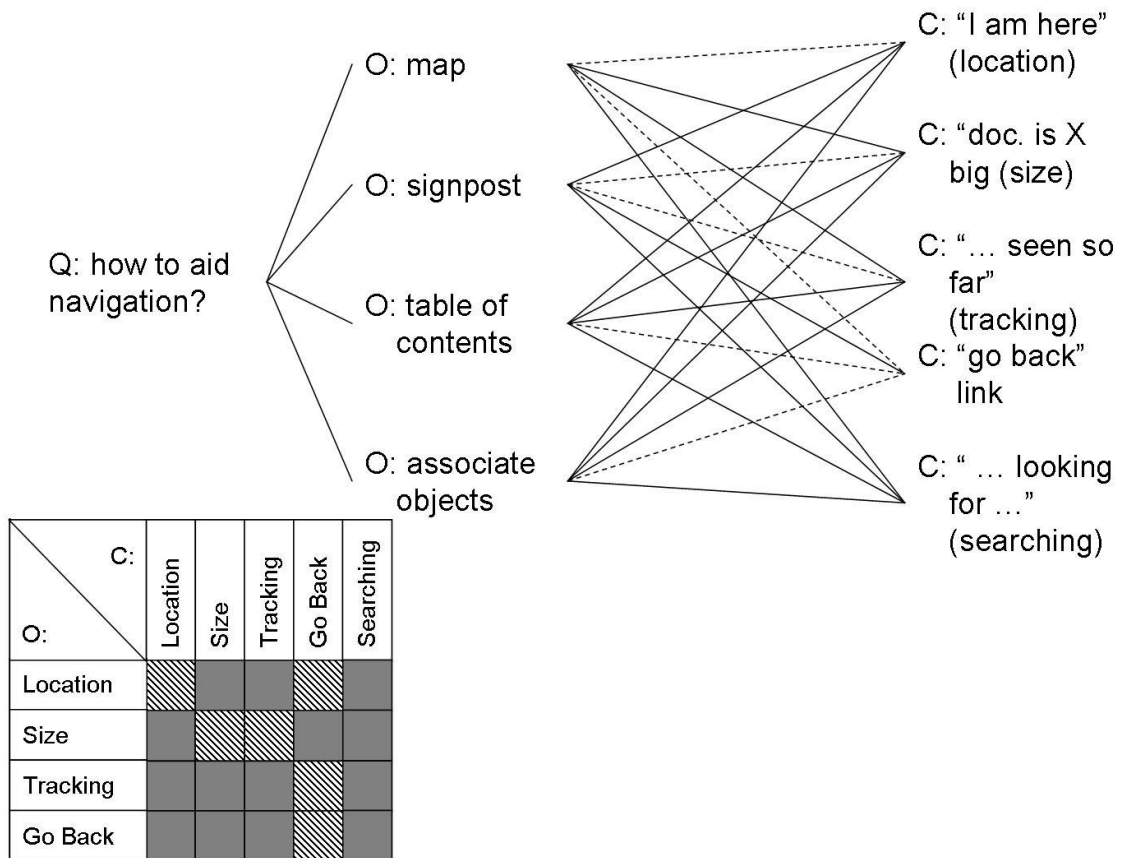 Q: how to aid
navigation?
O: map
O: signpost
O: table of
contents
O: associate
objects
C: “I am here”
(location)
C: “doc. is X
big (size)
C: “... seen so
far”
(tracking)
C: “go back”
link
C: “ ... looking
for ...”
(searching)
C:
O:
Location
Size
Tracking
Go Back
Searching
Location
Size
Tracking
Go Back